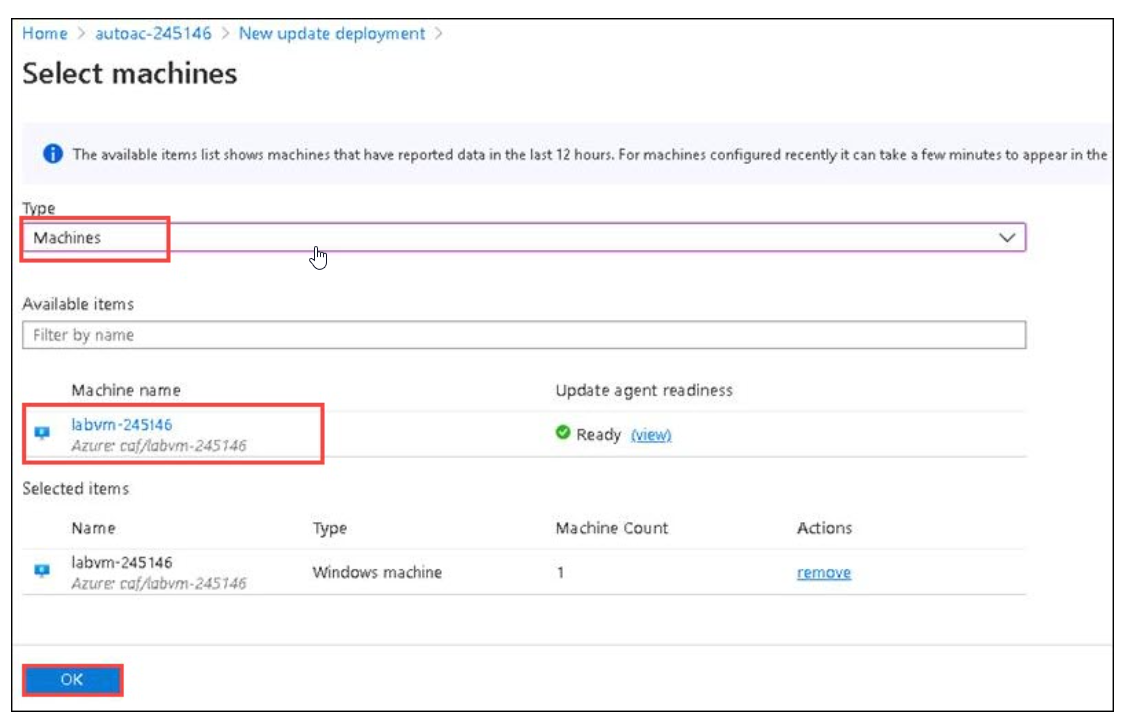 Home > autoac-245146 > New update deployment >
Select machines
The available items list shows machines that have reported data in the last 12 hours. For machines configured recently it can take a few minutes to appear in the
Type
Machines
Available items
Filter by name
Machine name Update agent readiness
labvm-245146
Azure: caf/labvm-245146
Ready (view)
Selected items
Name Type Machine Count Actions
labvm-245146
Azure: caf/labvm-245146
Windows machine 1 remove
OK